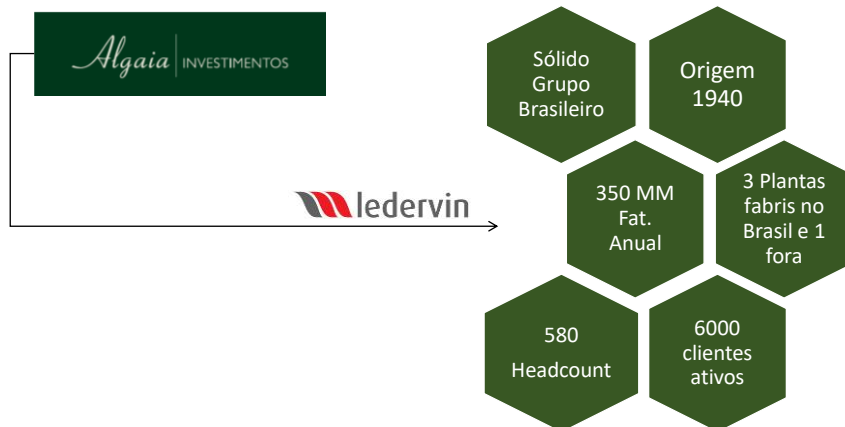 Algaia INVESTIMENTOS
Sólido
Grupo
Brasileiro
Origem
1940
ledervin
350 MM
Fat.
Anual
3 Plantas
fabris no
Brasil e 1
fora
580
Headcount
6000
clientes
ativos